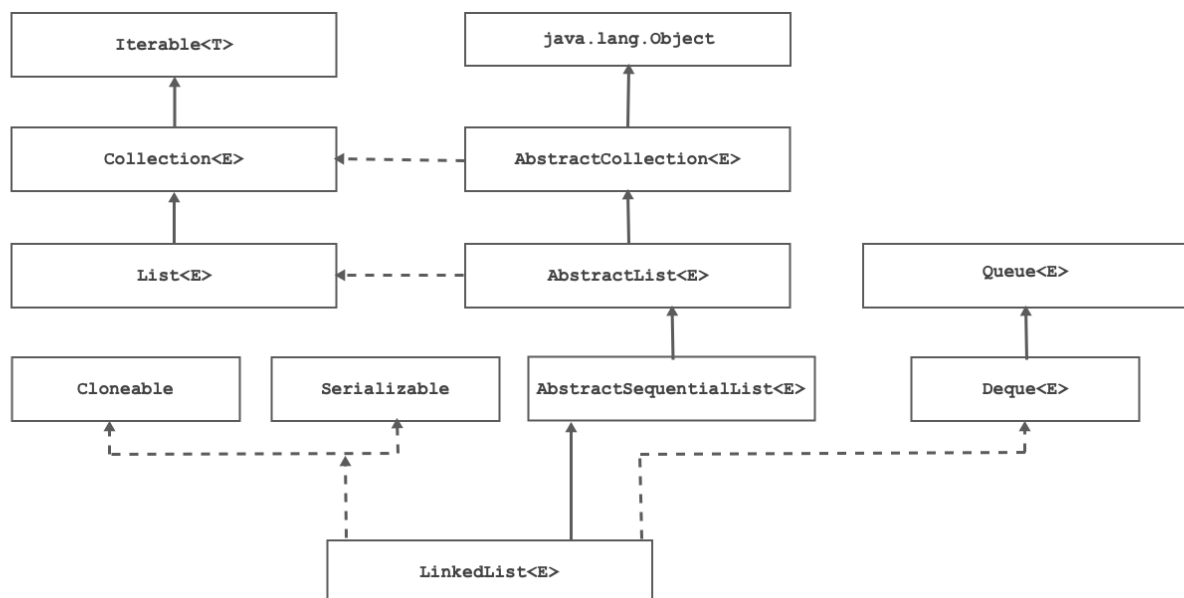 Iterable<T>
java.lang.Object
Collection<E>
AbstractCollection<E>
List<E>
AbstractList<E>
Queue<E>
Cloneable
Serializable
AbstractSequentialList<E>
Deque<E>
LinkedList<E>